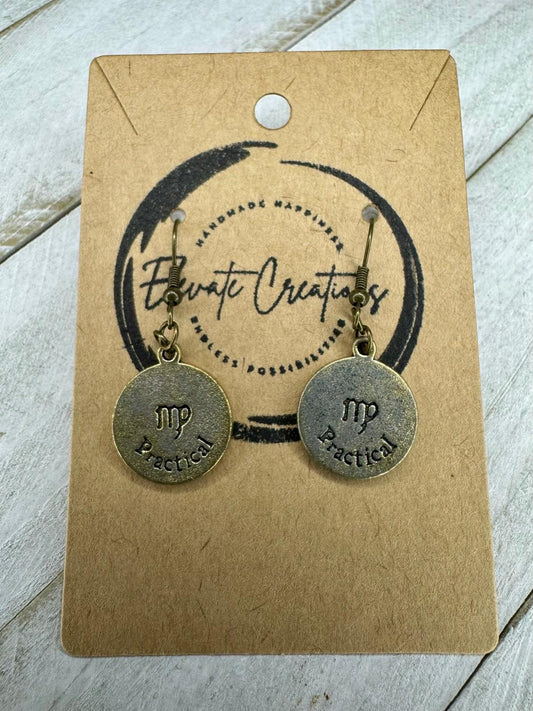 HANDMADE HAPPINESS
Elevate Creations
ENDLESS POSSIBILITIES
♍
Practical
♍
Practical